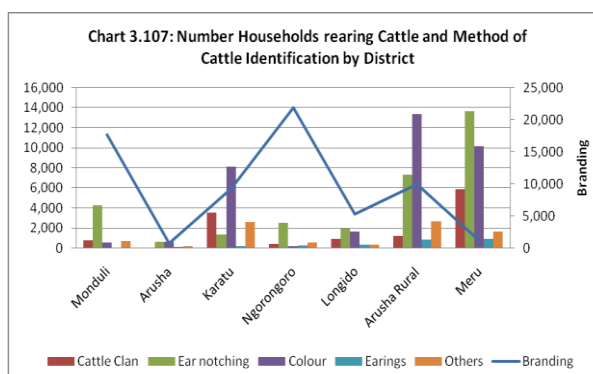 Chart 3.107: Number Households rearing Cattle and Method of
Cattle Identification by District
16,000
14,000
12,000
10,000
8,000
6,000
4,000
2,000
0
25,000
20,000
15,000
10,000
5,000
0
Branding
Monduli
Arusha
Karatu
Ngorongoro
Longido
Arusha Rural
Meru
Cattle Clan
Ear notching
Colour
Earings
Others
Branding